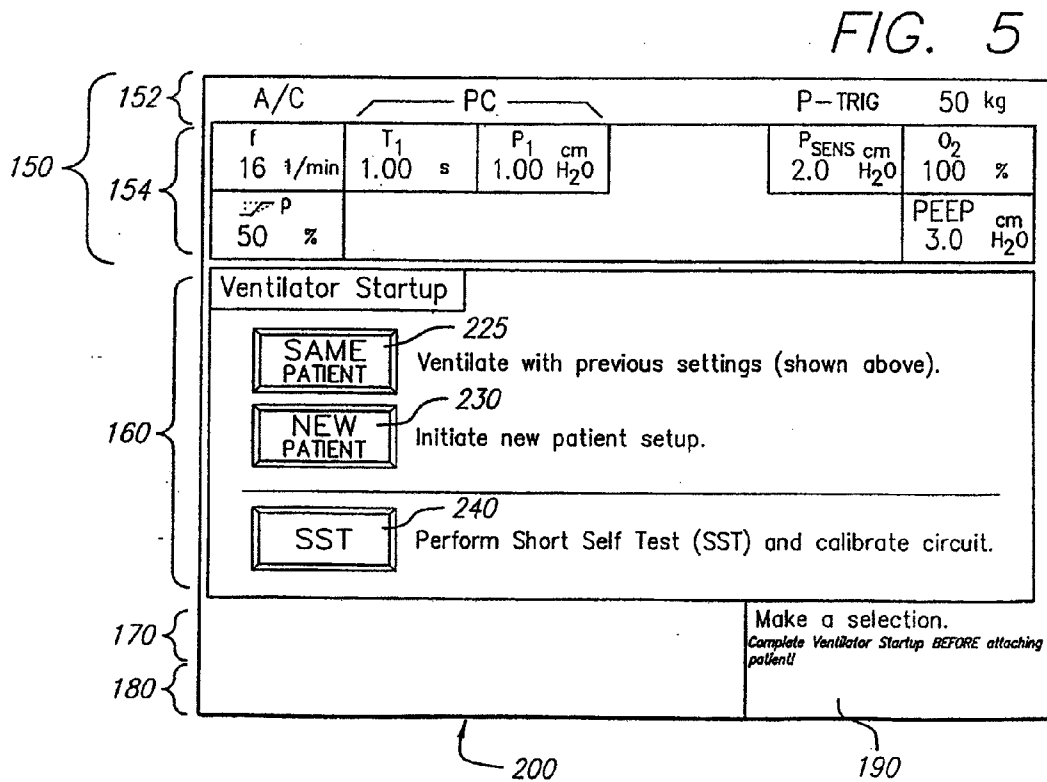 FIG. 5
152 A/C PC P-TRIG 50 kg
150
154
f
16 1/min
T1
1.00 s
P1 cm
1.00 H2O
PSENS cm
2.0 H2O
O2
100 %
P
50 %
PEEP cm
3.0 H2O
Ventilator Startup
225
SAME
PATIENT
Ventilate with previous settings (shown above).
230
NEW
PATIENT
Initiate new patient setup.
160
240
SST
Perform Short Self Test (SST) and calibrate circuit.
170
Make a selection.
Complete Ventilator Startup BEFORE attaching
patient!
180
200
190